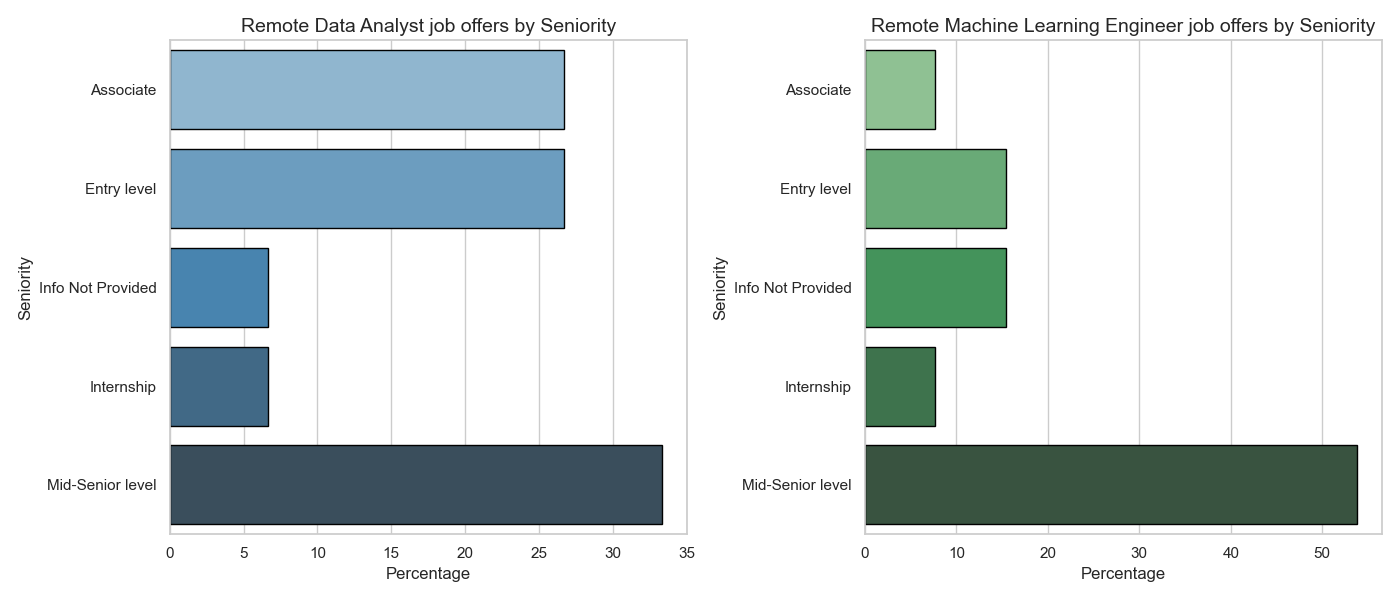 Remote Data Analyst job offers by Seniority
Seniority
Associate
Entry level
Info Not Provided
Internship
Mid-Senior level
0 5 10 15 20 25 30 35
Percentage
Remote Machine Learning Engineer job offers by Seniority
Seniority
Associate
Entry level
Info Not Provided
Internship
Mid-Senior level
0 10 20 30 40 50
Percentage